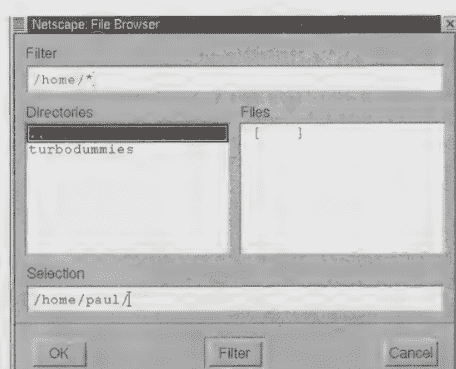 Netscape: File Browser
Filter
/home/*
Directories
Files
..
turbodummies
[    ]
Selection
/home/paul/
OK
Filter
Cancel